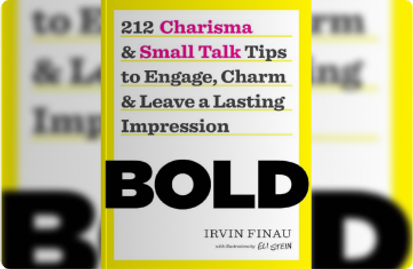 212 Charisma
& Small Talk Tips
to Engage, Charm
& Leave a Lasting
Impression
BOLD
IRVIN FINAU
with illustrations by ELI STEIN